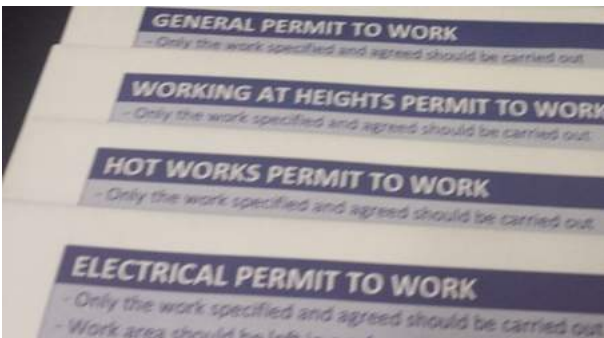 GENERAL PERMIT TO WORK
- Only the work specified and agreed should be carried out
WORKING AT HEIGHTS PERMIT TO WORK
- Only the work specified and agreed should be carried out.
HOT WORKS PERMIT TO WORK
- Only the work specified and agreed should be carried out.
ELECTRICAL PERMIT TO WORK
- Only the work specified and agreed should be carried out
- Work area should be left in